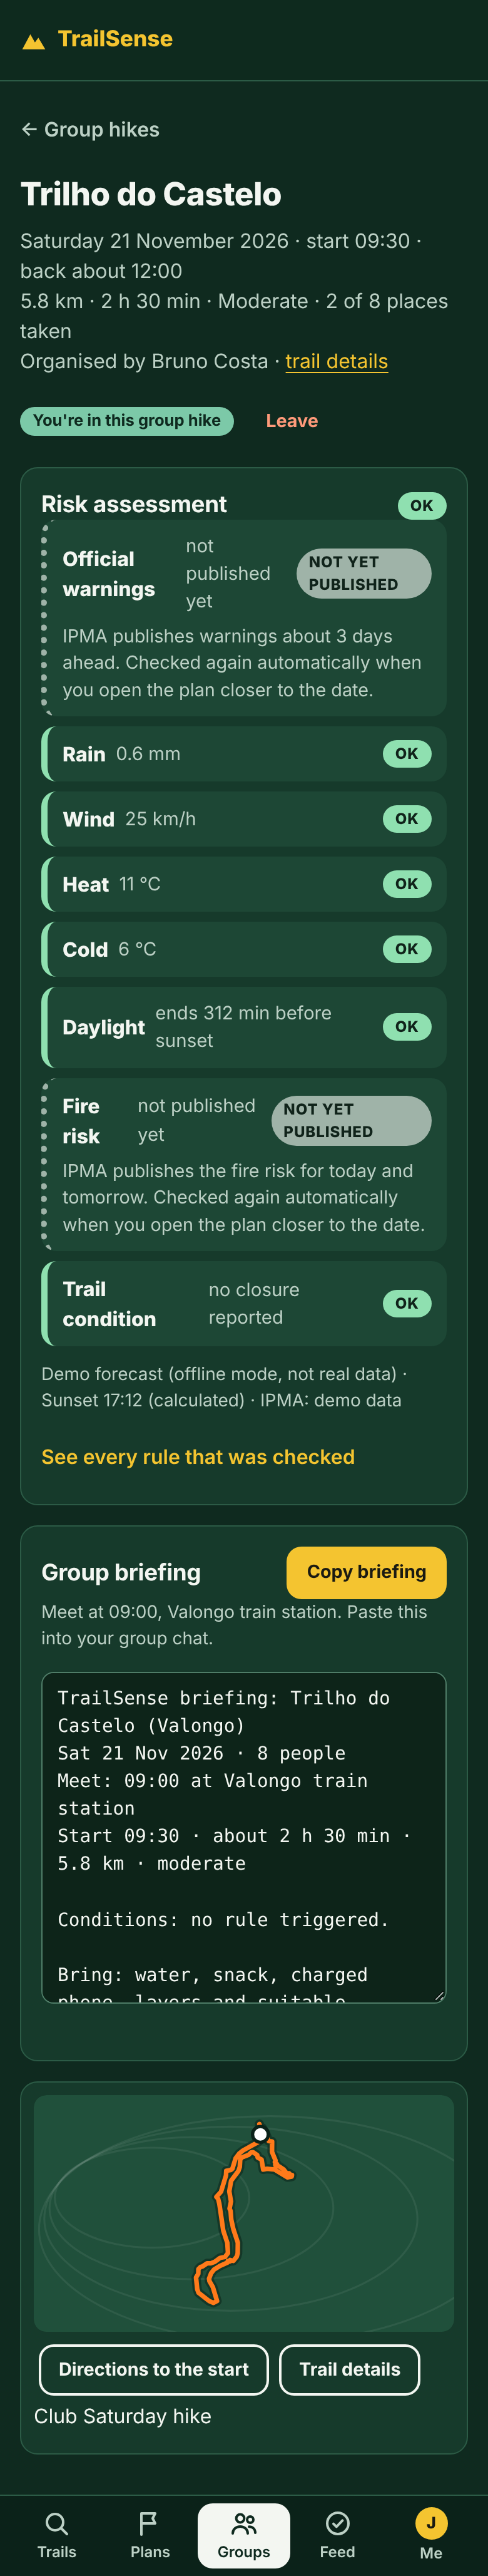 TrailSense
← Group hikes
Trilho do Castelo
Saturday 21 November 2026 · start 09:30 ·
back about 12:00
5.8 km · 2 h 30 min · Moderate · 2 of 8 places
taken
Organised by Bruno Costa · trail details
You're in this group hike Leave
Risk assessment OK
Official warnings not published yet NOT YET PUBLISHED
IPMA publishes warnings about 3 days
ahead. Checked again automatically when
you open the plan closer to the date.
Rain 0.6 mm OK
Wind 25 km/h OK
Heat 11 °C OK
Cold 6 °C OK
Daylight ends 312 min before sunset OK
Fire risk not published yet NOT YET PUBLISHED
IPMA publishes the fire risk for today and
tomorrow. Checked again automatically
when you open the plan closer to the date.
Trail condition no closure reported OK
Demo forecast (offline mode, not real data) ·
Sunset 17:12 (calculated) · IPMA: demo data
See every rule that was checked
Group briefing Copy briefing
Meet at 09:00, Valongo train station. Paste this
into your group chat.
TrailSense briefing: Trilho do
Castelo (Valongo)
Sat 21 Nov 2026 · 8 people
Meet: 09:00 at Valongo train
station
Start 09:30 · about 2 h 30 min ·
5.8 km · moderate
Conditions: no rule triggered.
Bring: water, snack, charged
phone, layers and suitable
Directions to the start Trail details
Club Saturday hike
Trails Plans Groups Feed J Me